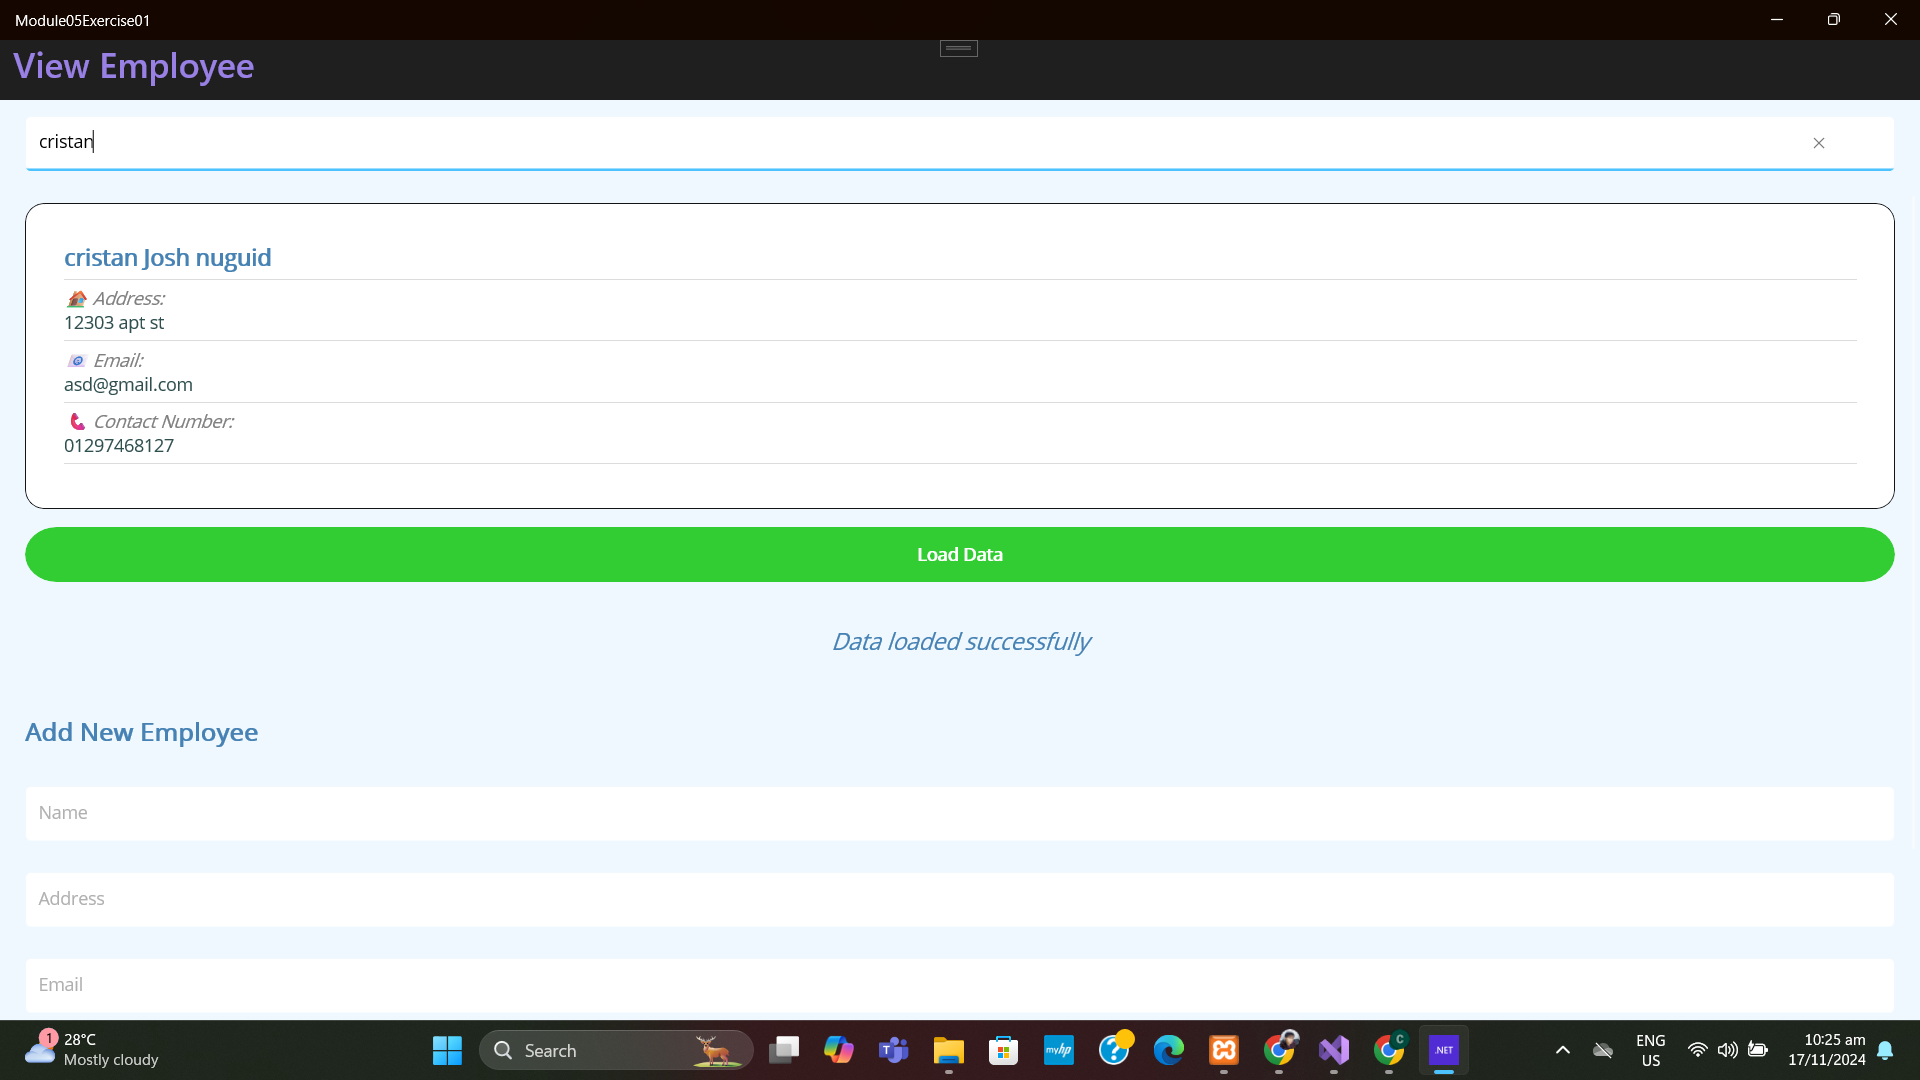 Module05Exercise01
View Employee
cristan
cristan Josh nuguid
Address:
12303 apt st
Email:
asd@gmail.com
Contact Number:
01297468127
Load Data
Data loaded successfully
Add New Employee
Name
Address
Email
1
28°C
Mostly cloudy
Search
T
myhp
?
C
.NET
ENG
US
10:25 am
17/11/2024